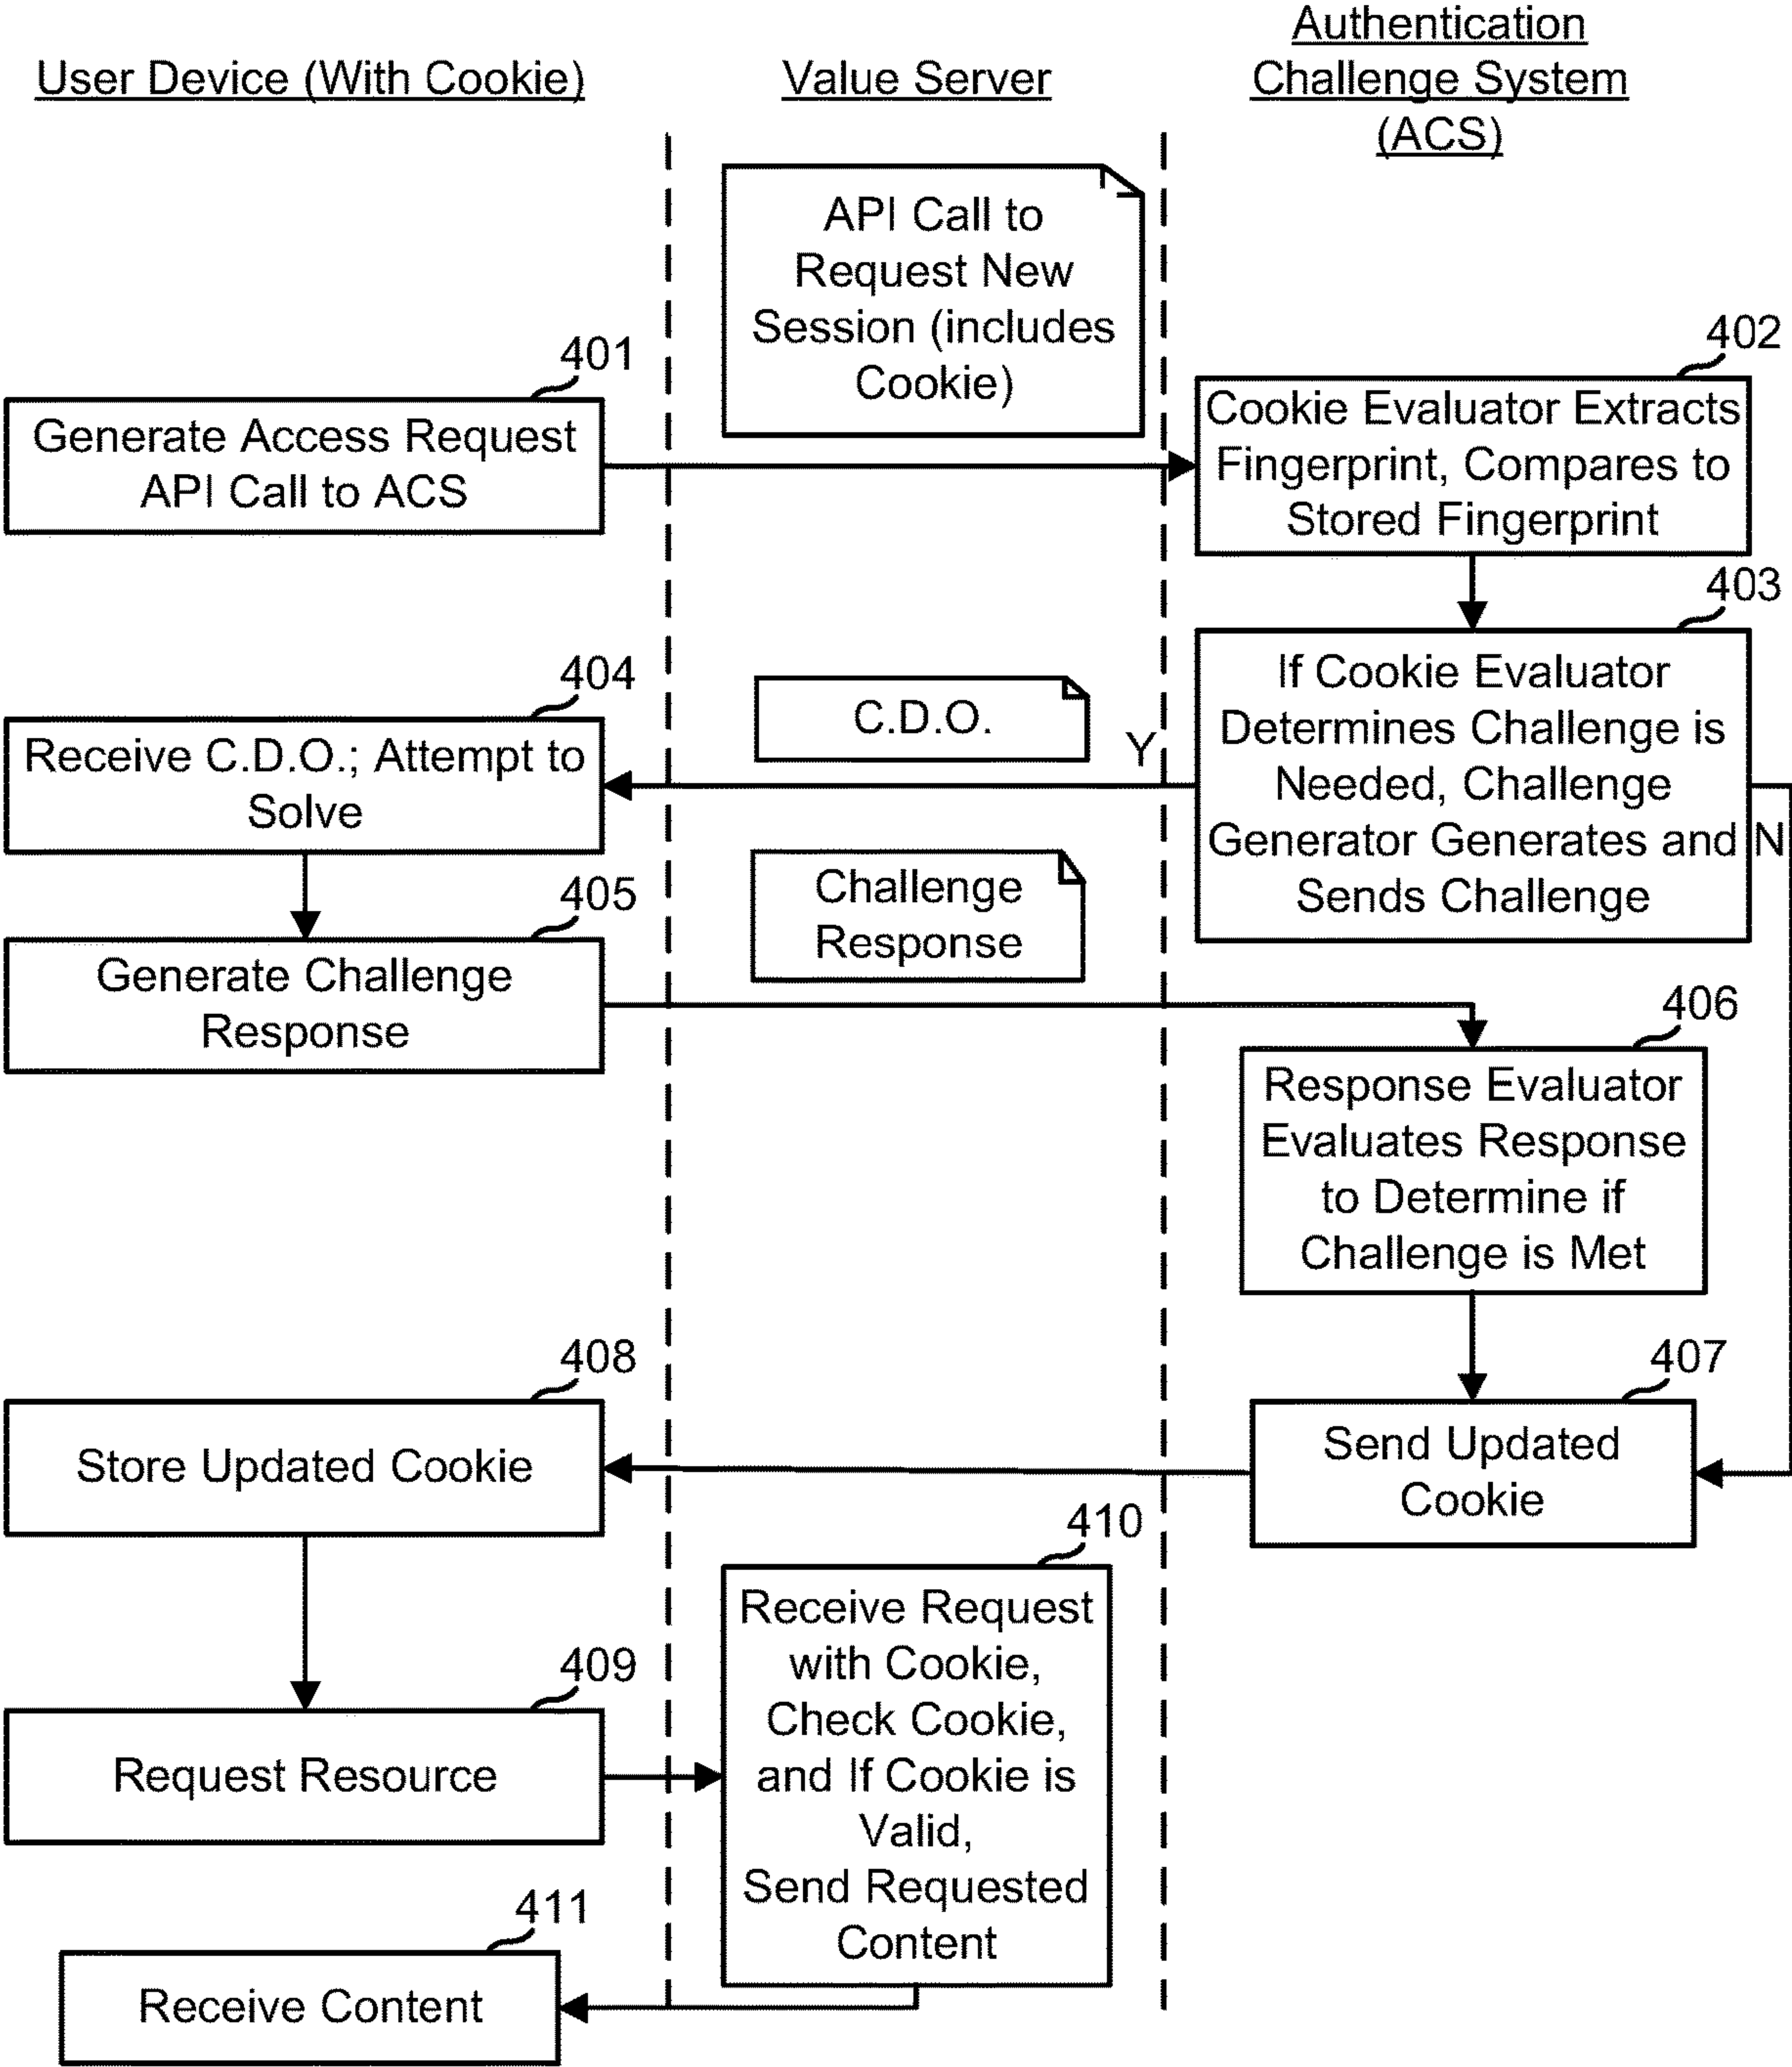 User Device (With Cookie)
Value Server
Authentication
Challenge System
(ACS)
API Call to
Request New
Session (includes
Cookie)
401
Generate Access Request
API Call to ACS
402
Cookie Evaluator Extracts
Fingerprint, Compares to
Stored Fingerprint
403
If Cookie Evaluator
Determines Challenge is
Needed, Challenge
Generator Generates and
Sends Challenge
Y
N
C.D.O.
404
Receive C.D.O.; Attempt to
Solve
Challenge
Response
405
Generate Challenge
Response
406
Response Evaluator
Evaluates Response
to Determine if
Challenge is Met
407
Send Updated
Cookie
408
Store Updated Cookie
409
Request Resource
410
Receive Request
with Cookie,
Check Cookie,
and If Cookie is
Valid,
Send Requested
Content
411
Receive Content